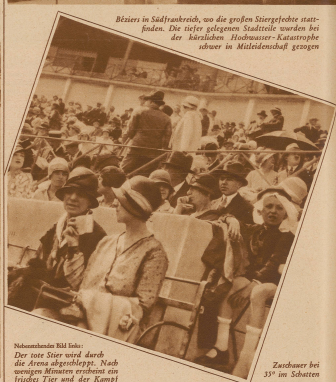 Béziers in Südfrankreich, wo die großen Stiergefechte statt-
finden. Die tiefer gelegenen Stadtteile wurden bei
der kürzlichen Hochwasser-Katastrophe
schwer in Mitleidenschaft gezogen
Nebenstehendes Bild links:
Der tote Stier wird durch
die Arena abgeschleppt. Nach
wenigen Minuten erscheint ein
frisches Tier und der Kampf
Zuschauer bei
35° im Schatten